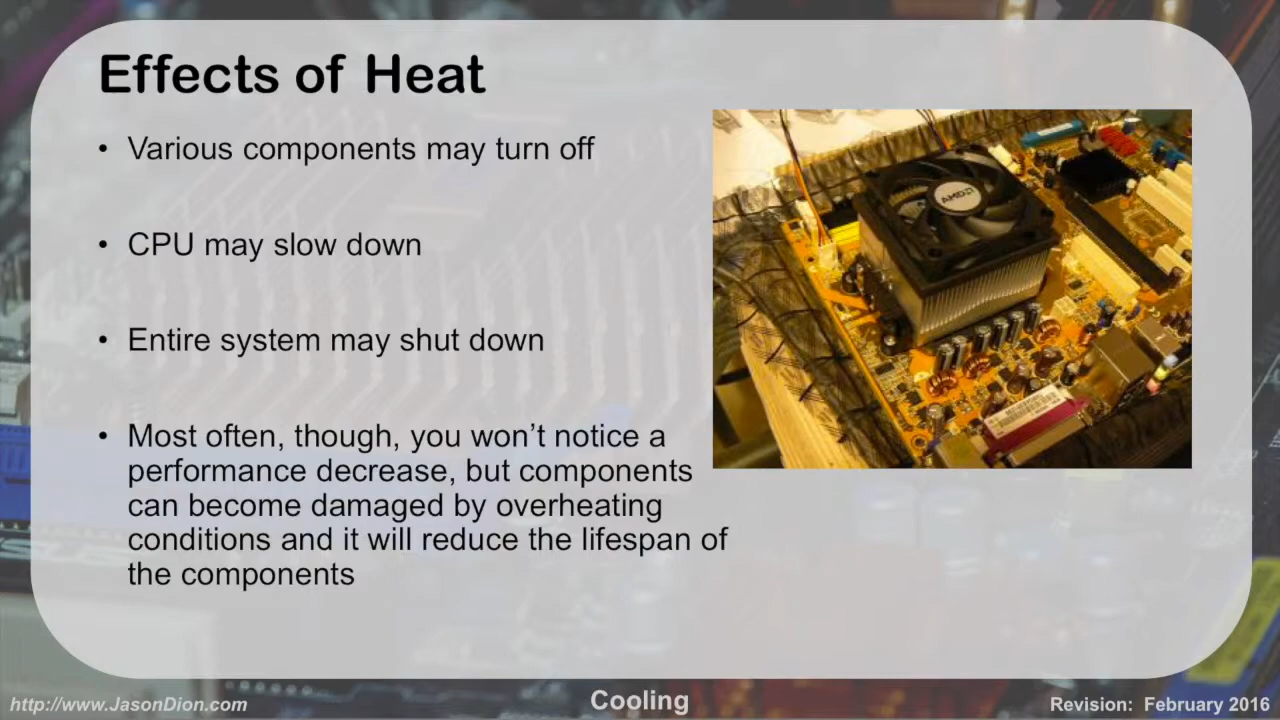 Effects of Heat
• Various components may turn off
• CPU may slow down
• Entire system may shut down
• Most often, though, you won’t notice a
performance decrease, but components
can become damaged by overheating
conditions and it will reduce the lifespan of
the components
AMD
http://www.JasonDion.com
Cooling
Revision: February 2016